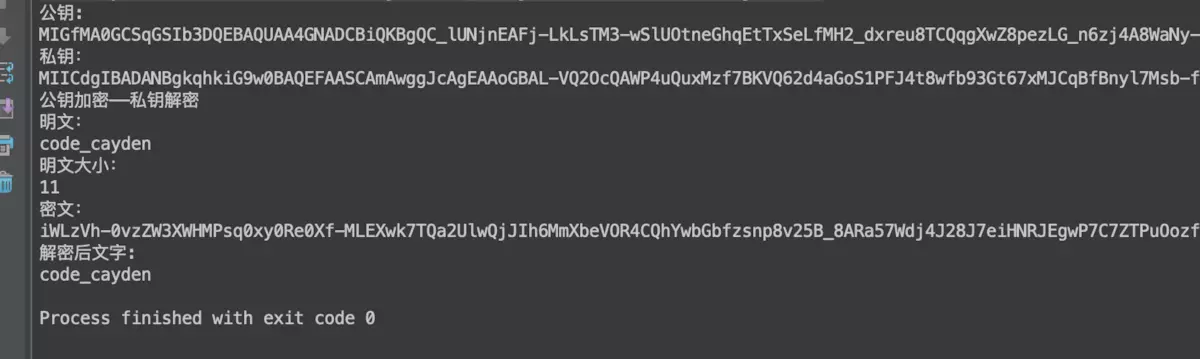 公钥：
MIGfMA0GCSqGSIb3DQEBAQUAA4GNADCBiQKBgQC_lUNjnEAFj-LkLsTM3-wSlUOtneGhqEtTxSeLfMH2_dxreu8TCQqgXwZ8pezLG_n6zj4A8WaNy-
私钥：
MIICdgIBADANBgkqhkiG9w0BAQEFAASCAmAwggJcAgEAAoGBAL-VQ2OcQAWP4uQuxMzf7BKVQ62d4aGoS1PFJ4t8wfb93Gt67xMJCqBfBnyl7Msb-f
公钥加密——私钥解密
明文：
code_cayden
明文大小：
11
密文：
iWLzVh-0vzZW3XWHMPsq0xy0Re0Xf-MLEXwk7TQa2UlwQjJIh6MmXbeVOR4CQhYwbGbfzsnp8v25B_8ARa57Wdj4J28J7eiHNRJEgwP7C7ZTPuOozf
解密后文字：
code_cayden
Process finished with exit code 0